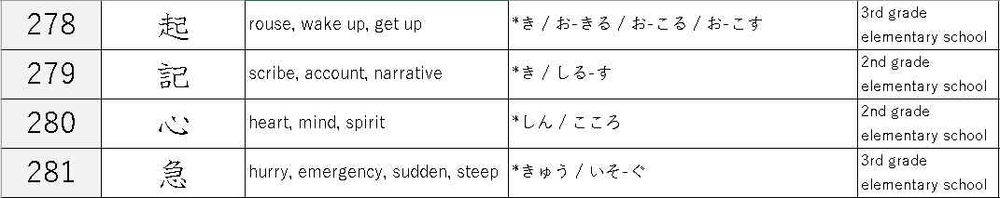 278 起 rouse, wake up, get up *き / お-きる / お-こる / お-こす 3rd grade elementary school
279 記 scribe, account, narrative *き / しる-す 2nd grade elementary school
280 心 heart, mind, spirit *しん / こころ 2nd grade elementary school
281 急 hurry, emergency, sudden, steep *きゅう / いそ-ぐ 3rd grade elementary school